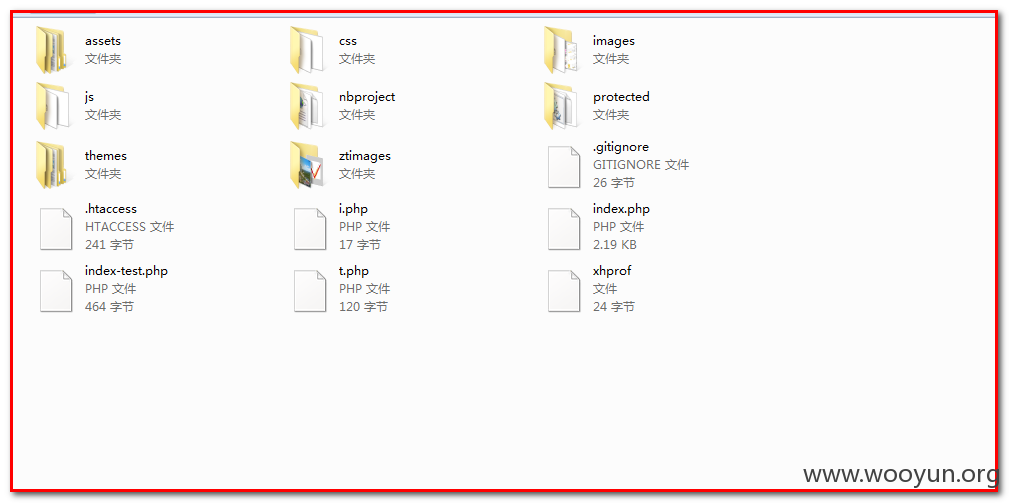 assets
文件夹
css
文件夹
images
文件夹
js
文件夹
nbproject
文件夹
protected
文件夹
themes
文件夹
ztimages
文件夹
.gitignore
GITIGNORE 文件
26 字节
.htaccess
HTACCESS 文件
241 字节
i.php
PHP 文件
17 字节
index.php
PHP 文件
2.19 KB
index-test.php
PHP 文件
464 字节
t.php
PHP 文件
120 字节
xhprof
文件
24 字节
www.wooyun.org